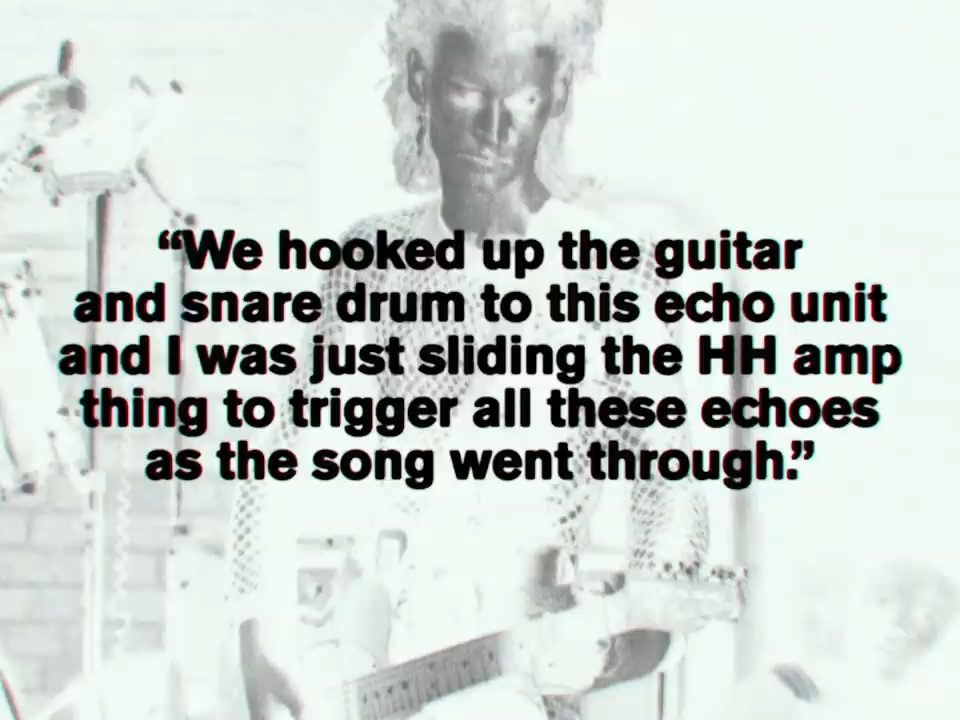 “We hooked up the guitar
and snare drum to this echo unit
and I was just sliding the HH amp
thing to trigger all these echoes
as the song went through.”